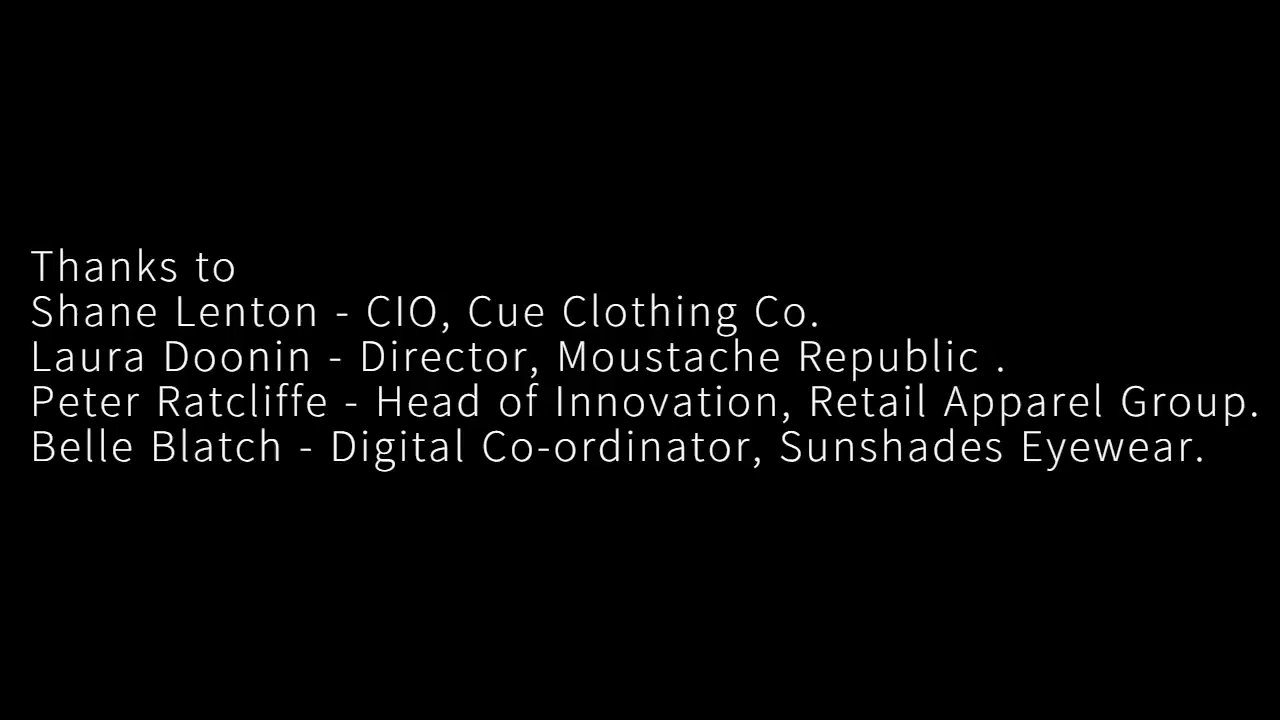 Thanks to
Shane Lenton - CIO, Cue Clothing Co.
Laura Doonin - Director, Moustache Republic .
Peter Ratcliffe - Head of Innovation, Retail Apparel Group.
Belle Blatch - Digital Co-ordinator, Sunshades Eyewear.